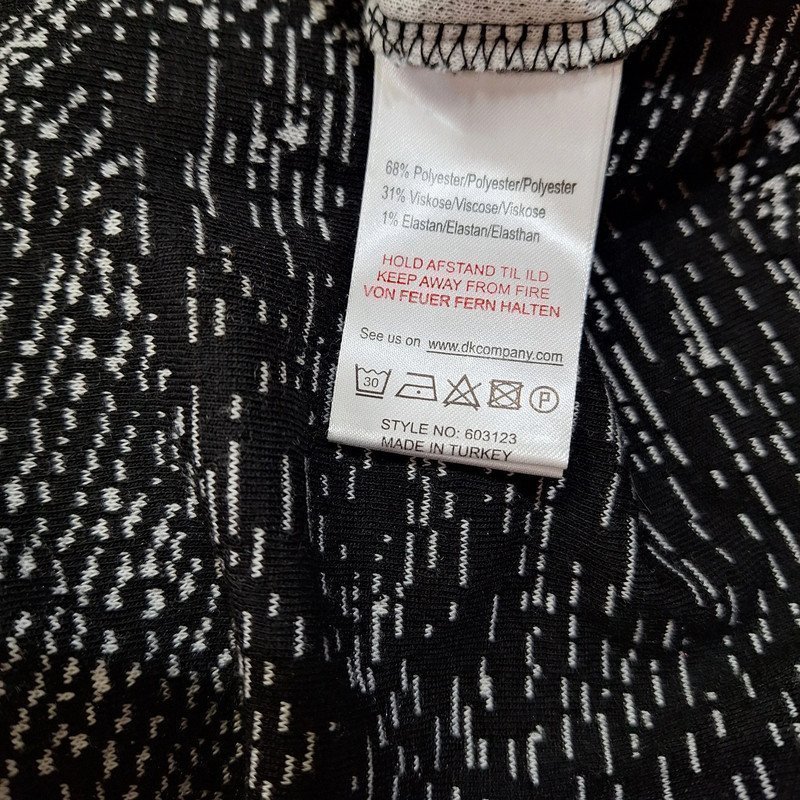 68% Polyester/Polyester/Polyester
31% Viskose/Viscose/Viskose
1% Elastan/Elastan/Elasthan
HOLD AFSTAND TIL ILD
KEEP AWAY FROM FIRE
VON FEUER FERN HALTEN
See us on www.dkcompany.com
30 P
STYLE NO: 603123
MADE IN TURKEY